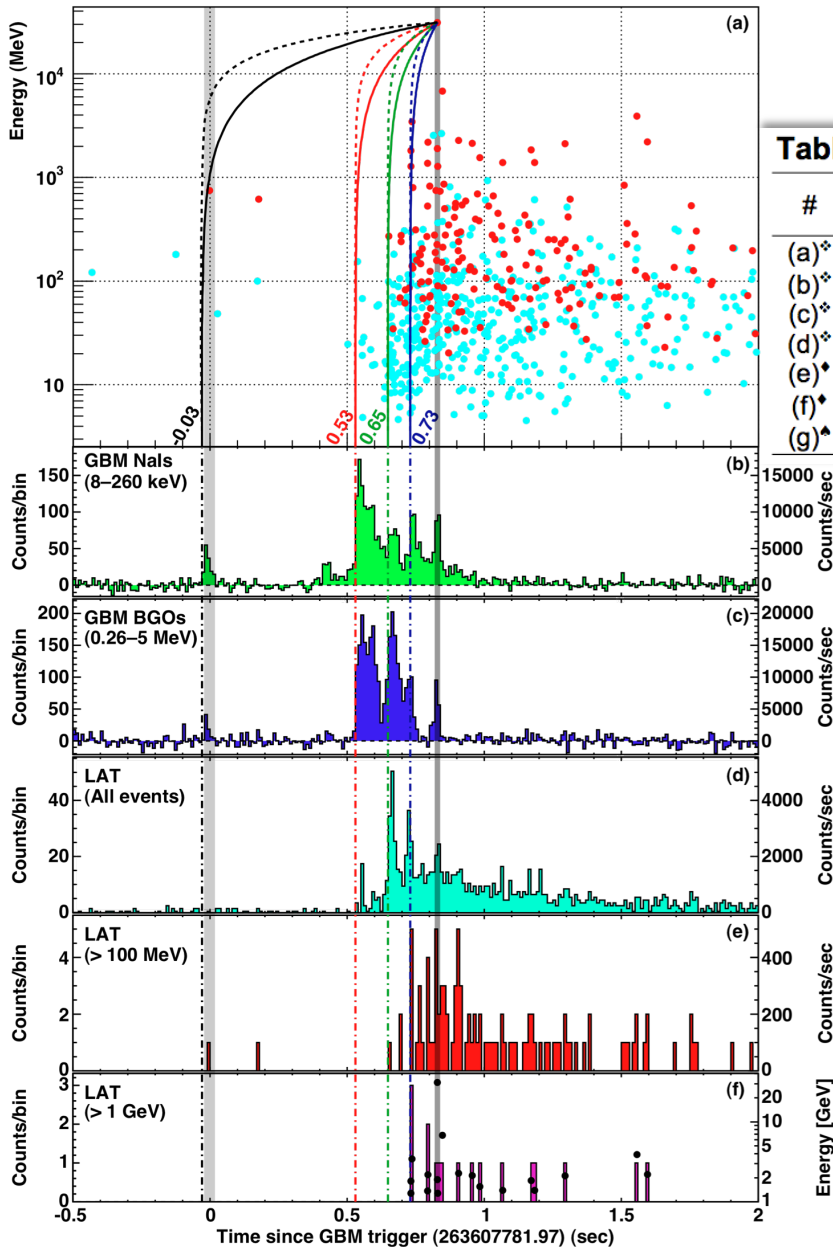 (a)
Energy (MeV)
10⁴
10³
10²
10
-0.03
0.53
0.65
0.73
Tabl
#
(a)❖
(b)❖
(c)❖
(d)❖
(e)♦
(f)♦
(g)♠
GBM NaIs
(8–260 keV)
(b)
Counts/bin
150
100
50
0
15000
10000
5000
0
Counts/sec
GBM BGOs
(0.26–5 MeV)
(c)
Counts/bin
200
150
100
50
0
20000
15000
10000
5000
0
Counts/sec
LAT
(All events)
(d)
Counts/bin
40
20
0
4000
2000
0
Counts/sec
LAT
(> 100 MeV)
(e)
Counts/bin
4
2
0
400
200
0
Counts/sec
LAT
(> 1 GeV)
(f)
Counts/bin
3
2
1
0
20
10
5
2
1
Energy [GeV]
-0.5
0
0.5
1
1.5
2
Time since GBM trigger (263607781.97) (sec)